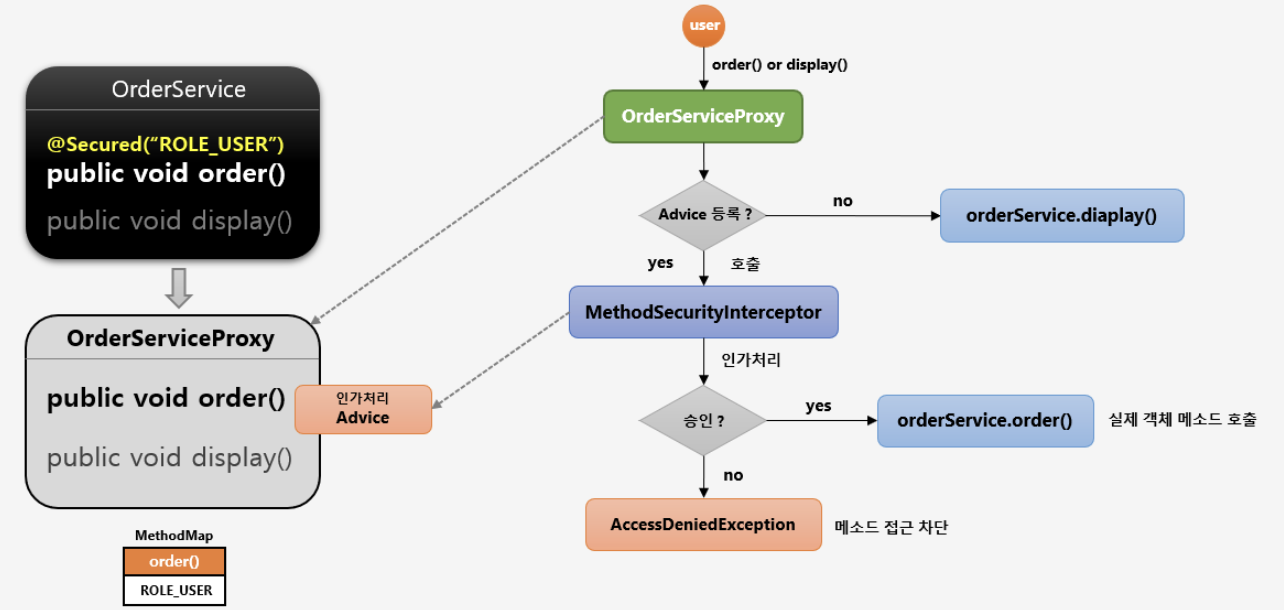 OrderService
@Secured(“ROLE_USER”)
public void order()
public void display()
OrderServiceProxy
public void order()
public void display()
인가처리
Advice
MethodMap
order()
ROLE_USER
user
order() or display()
OrderServiceProxy
Advice 등록 ?
no
orderService.diaplay()
yes
호출
MethodSecurityInterceptor
인가처리
승인 ?
yes
orderService.order()
실제 객체 메소드 호출
no
AccessDeniedException
메소드 접근 차단